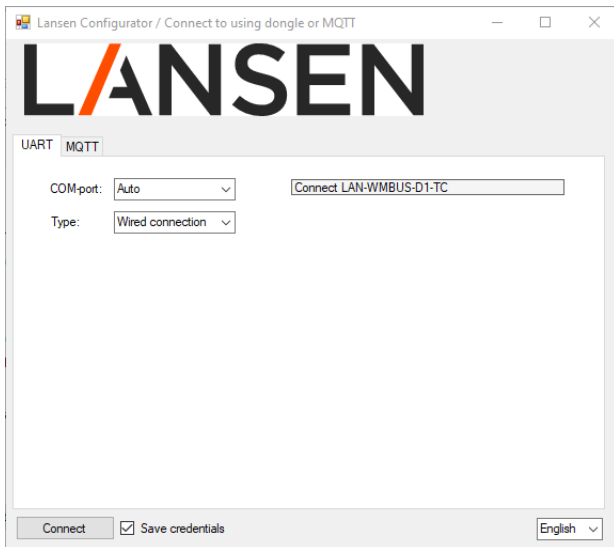 Lansen Configurator / Connect to using dongle or MQTT
LANSEN
UART MQTT
COM-port: Auto Connect LAN-WMBUS-D1-TC
Type: Wired connection
Connect Save credentials English